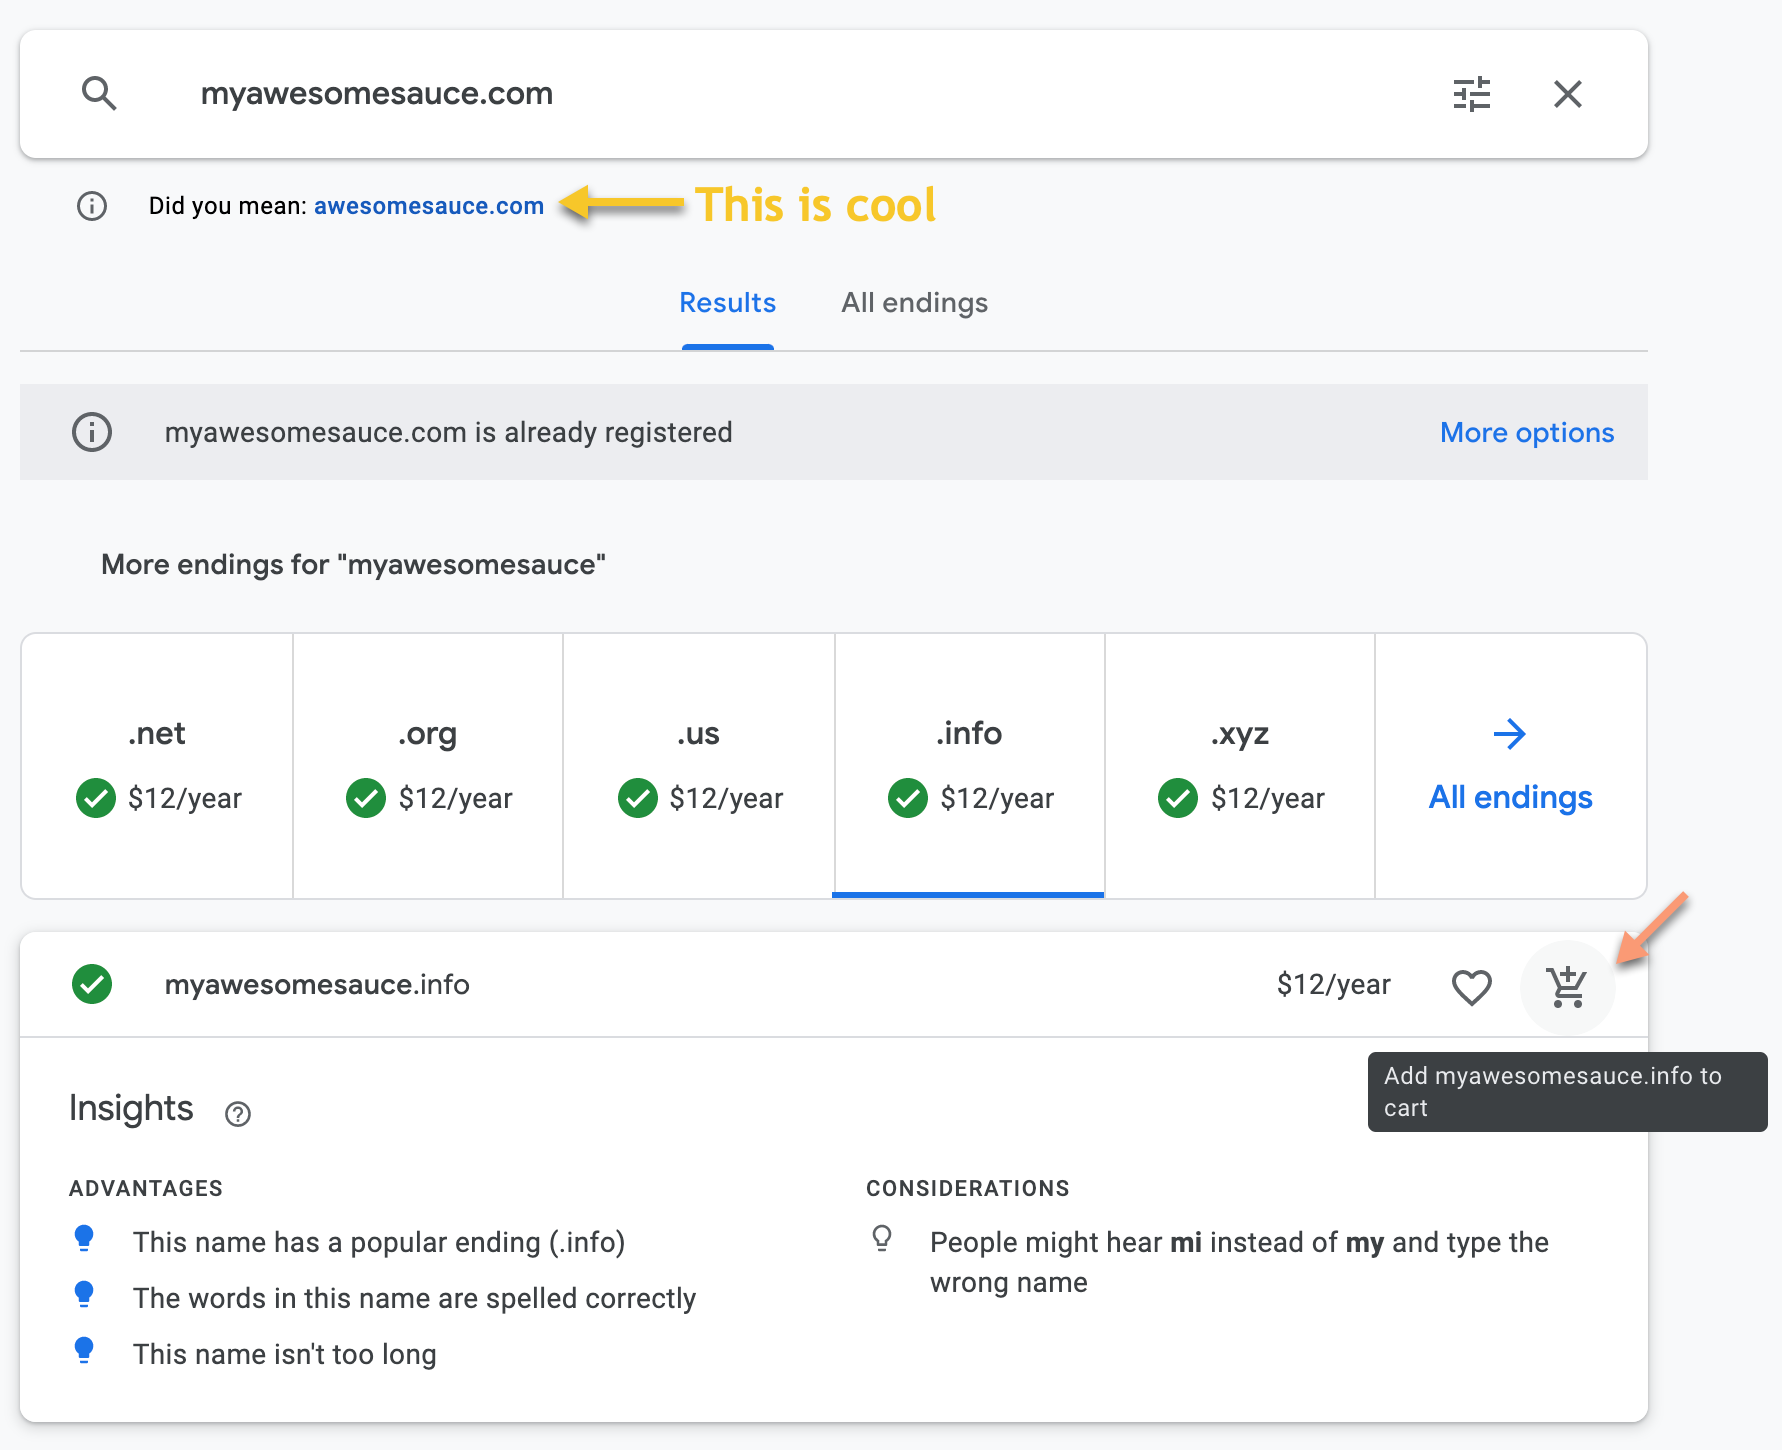 myawesomesauce.com
Did you mean: awesomesauce.com This is cool
Results All endings
myawesomesauce.com is already registered More options
More endings for "myawesomesauce"
.net .org .us .info .xyz
$12/year $12/year $12/year $12/year $12/year All endings
myawesomesauce.info $12/year
Add myawesomesauce.info to
cart
Insights
ADVANTAGES
This name has a popular ending (.info)
The words in this name are spelled correctly
This name isn't too long
CONSIDERATIONS
People might hear mi instead of my and type the
wrong name